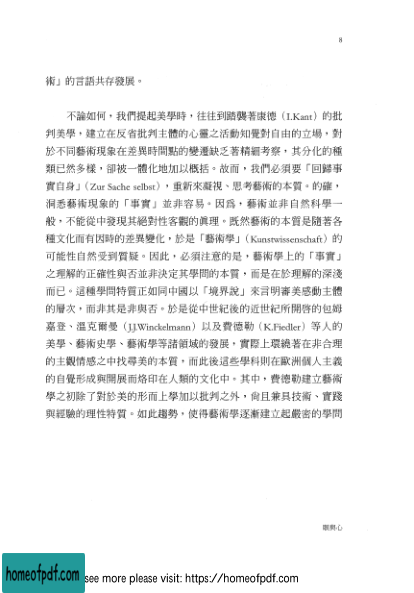 8
術」的言語共存發展。
不論如何，我們提起美學時，往往到踏襲著康德（I.Kant）的批
判美學，建立在反省批判主體的心靈之活動知覺對自由的立場，對
於不同藝術現象在差異時間點的變遷缺乏著精細考察，其分化的種
類已然多樣，卻被一體化地加以概括。故而，我們必須要「回歸事
實自身」（Zur Sache selbst），重新來凝視、思考藝術的本質。的確，
洞悉藝術現象的「事實」並非容易。因為，藝術並非自然科學一
般，不能從中發現其絕對性客觀的真理。既然藝術的本質是隨著各
種文化而有因時的差異變化，於是「藝術學」（Kunstwissenschaft）的
可能性自然受到質疑。因此，必須注意的是，藝術學上的「事實」
之理解的正確性與否並非決定其學問的本質，而是在於理解的深淺
而已。這種學問特質正如同中國以「境界說」來言明審美感動主體
的層次，而非其是非與否。於是從中世紀後的近世紀所開啓的包姆
嘉登、溫克爾曼（J.J.Winckelmann）以及費德勒（K.Fiedler）等人的
美學、藝術史學、藝術學等諸領域的發展，實際上環繞著在非合理
的主觀情感之中找尋美的本質，而此後這些學科則在歐洲個人主義
的自覺形成與開展而烙印在人類的文化中。其中，費德勒建立藝術
學之初除了對於美的形而上學加以批判之外，尚且兼具技術、實踐
與經驗的理性特質。如此趨勢，使得藝術學逐漸建立起嚴密的學問
眼與心
homeofpdf.com
see more please visit: https://homeofpdf.com